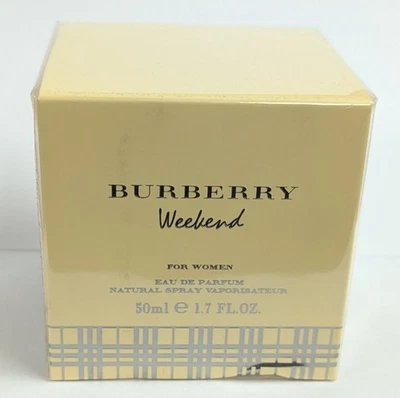 BURBERRY
Weekend
FOR WOMEN
EAU DE PARFUM
NATURAL SPRAY VAPORISATEUR
50ml e 1.7 FL.OZ.